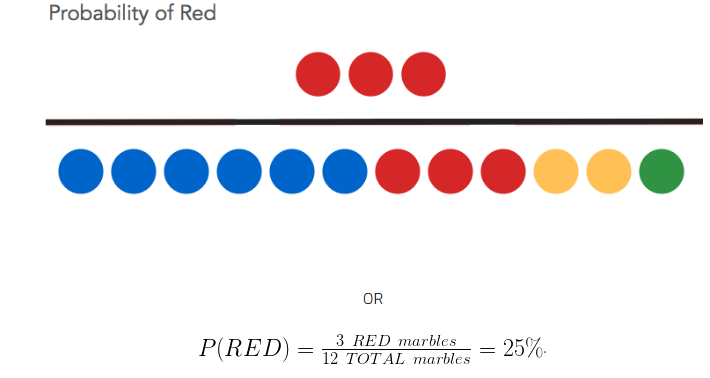 Probability of Red
OR
P(RED) = 3 RED marbles / 12 TOTAL marbles = 25%.